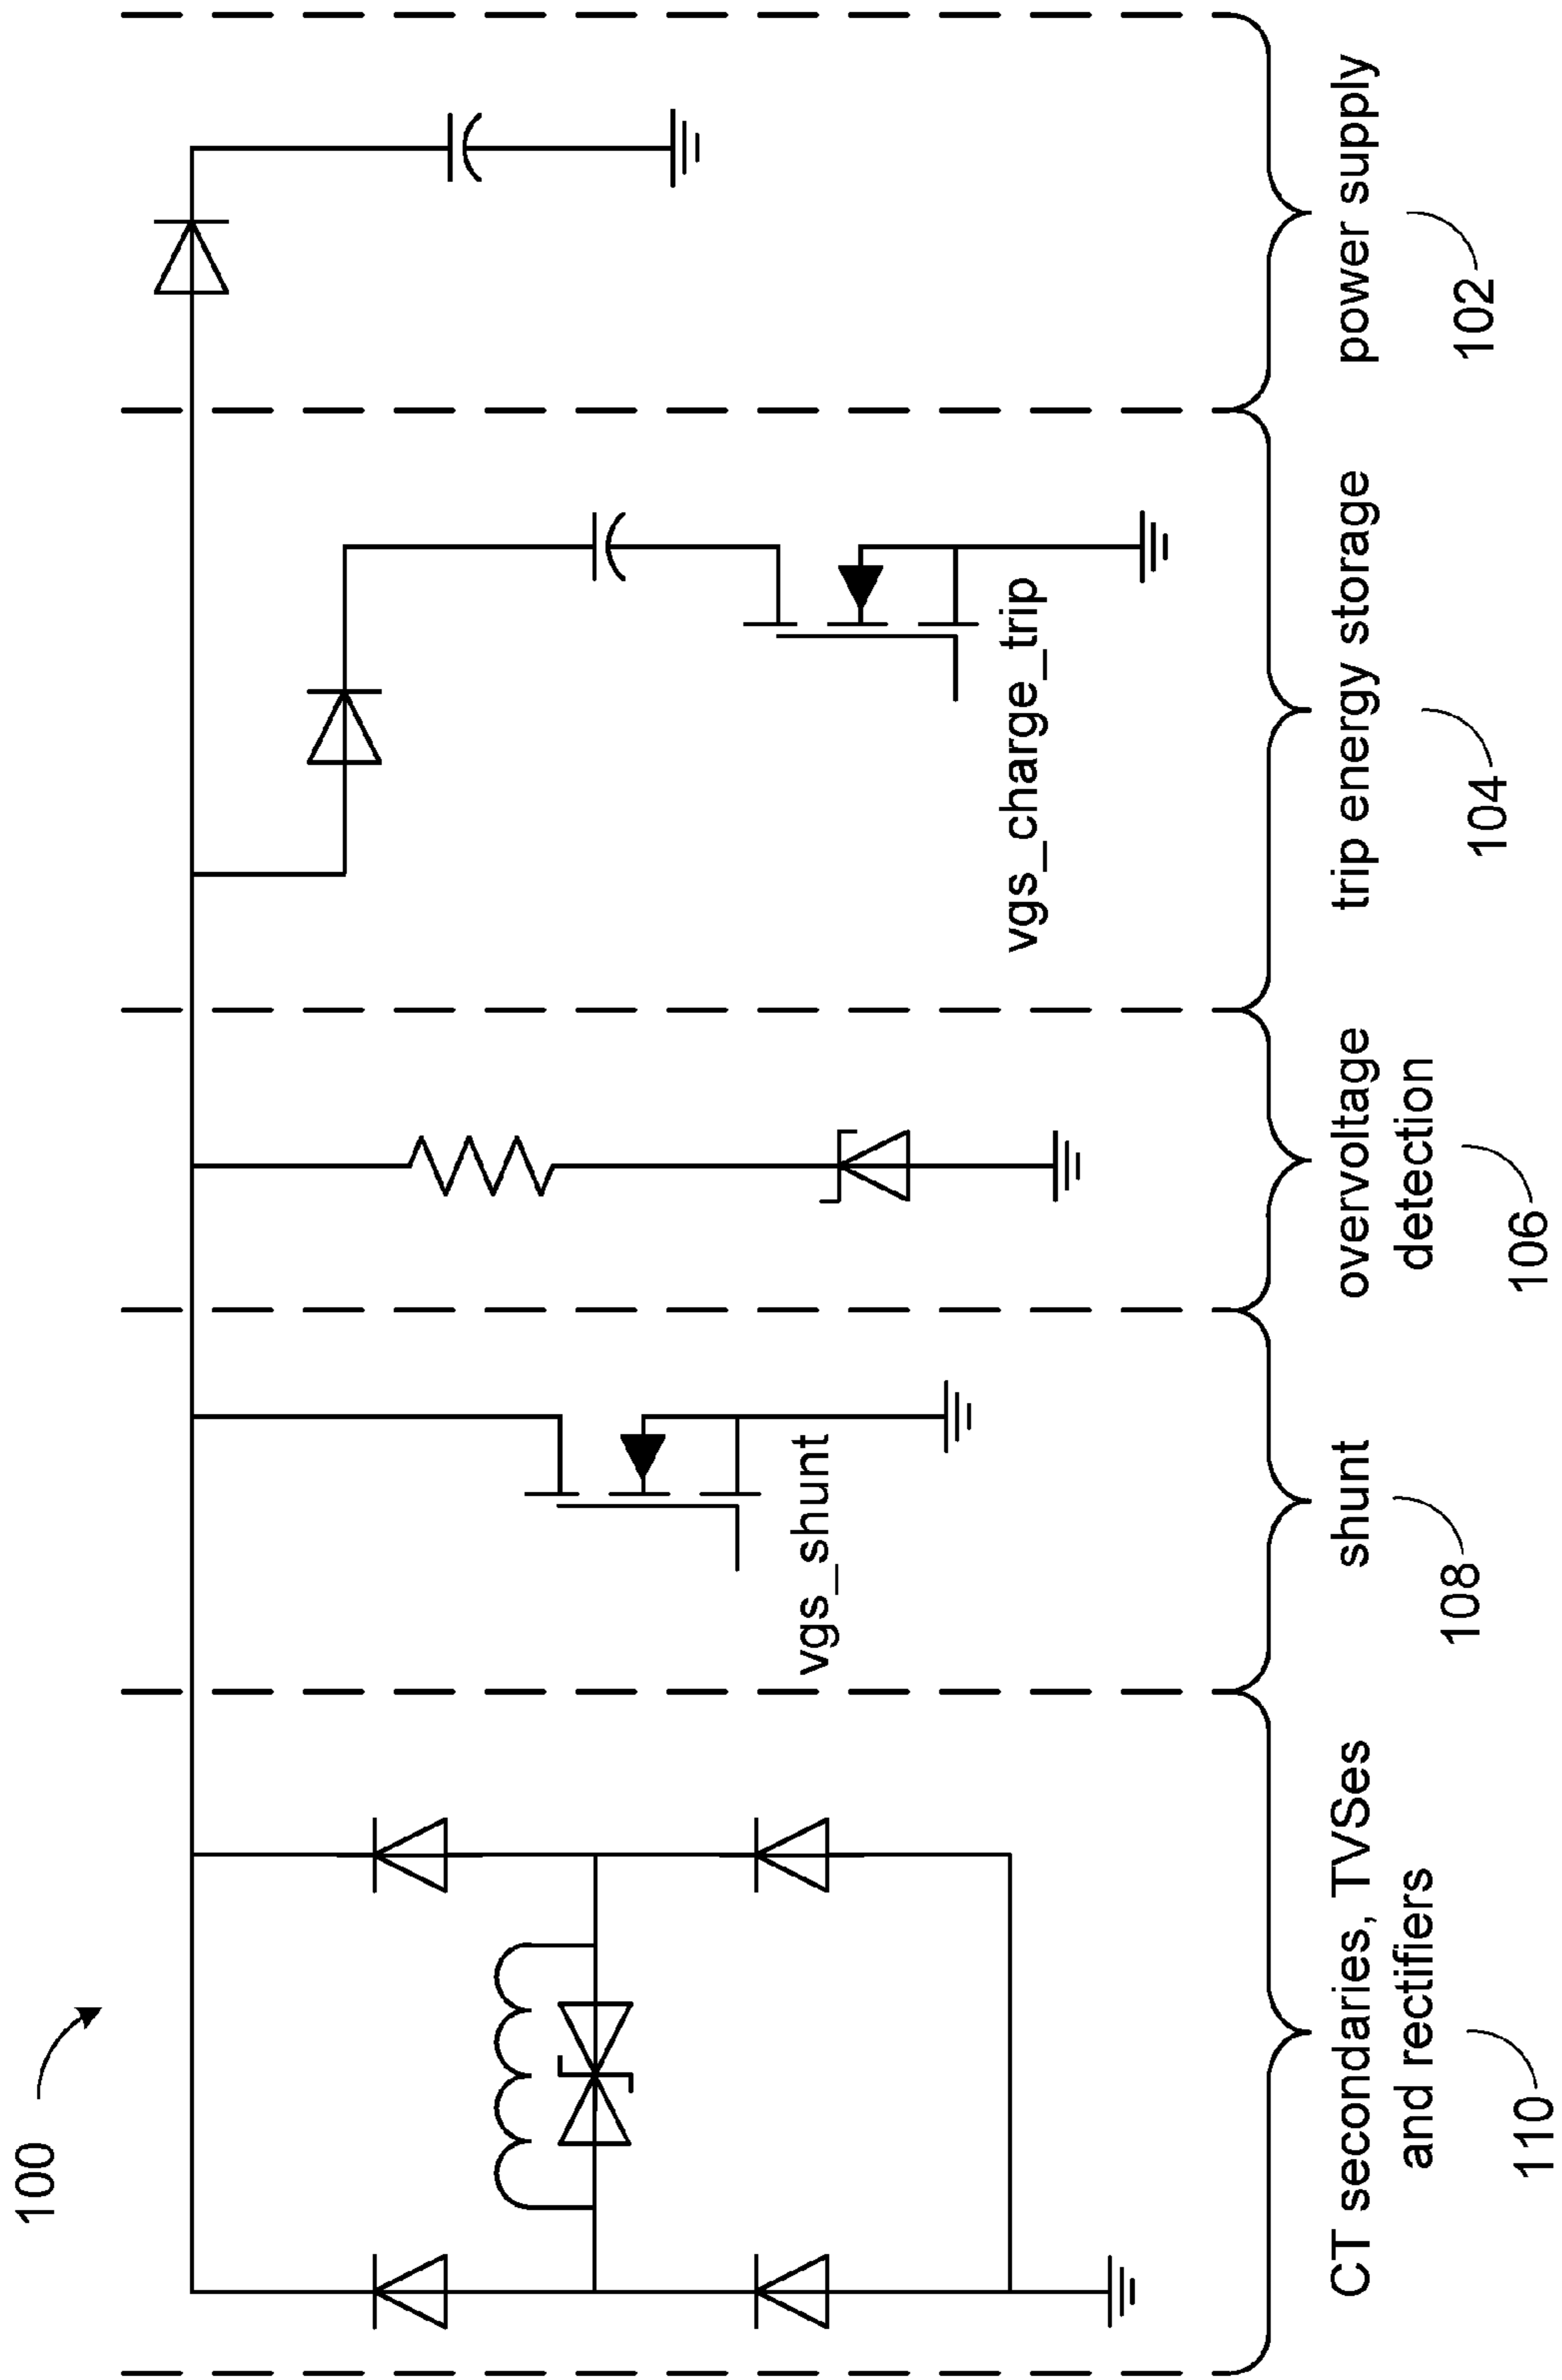 100
vgs_shunt
vgs_charge_trip
CT secondaries, TVSes
and rectifiers
110
shunt
108
overvoltage
detection
106
trip energy storage
104
power supply
102